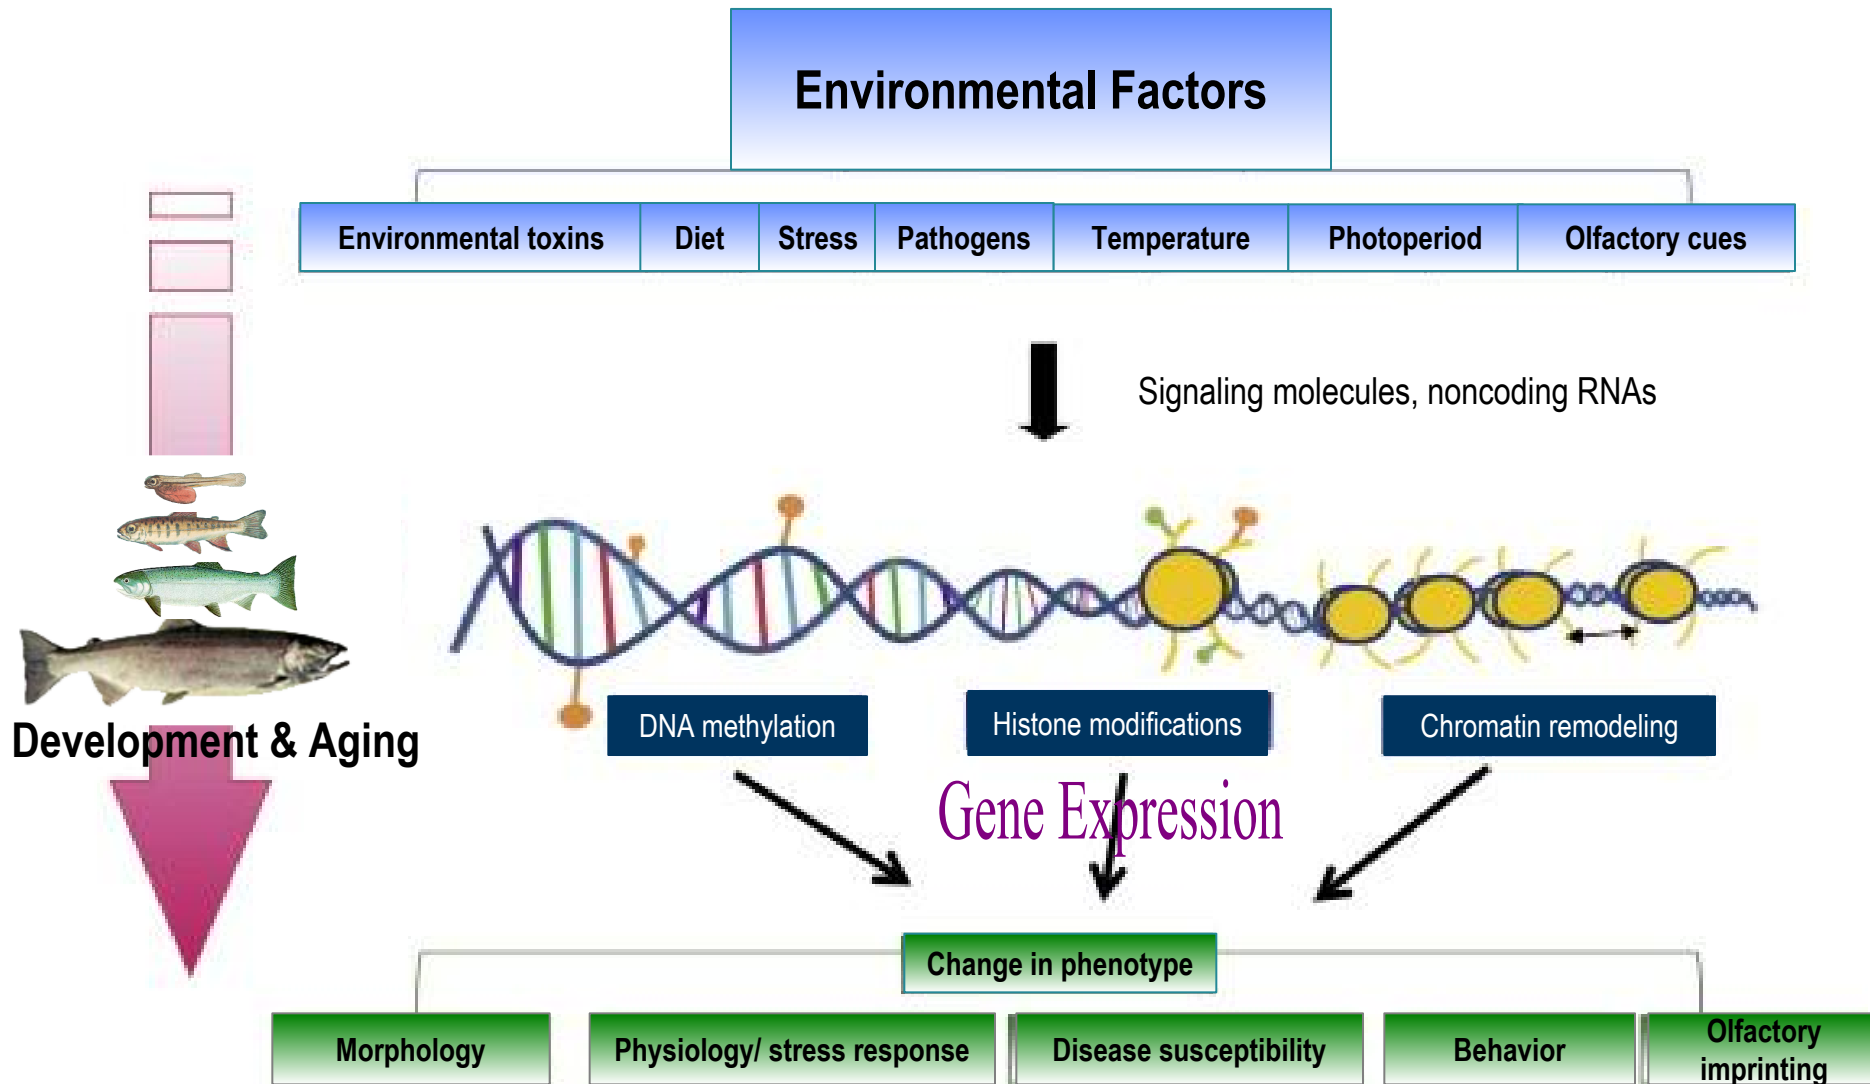 Environmental Factors
Environmental toxins
Diet
Stress
Pathogens
Temperature
Photoperiod
Olfactory cues
Signaling molecules, noncoding RNAs
Development & Aging
DNA methylation
Histone modifications
Chromatin remodeling
Gene Expression
Change in phenotype
Morphology
Physiology/ stress response
Disease susceptibility
Behavior
Olfactory
imprinting